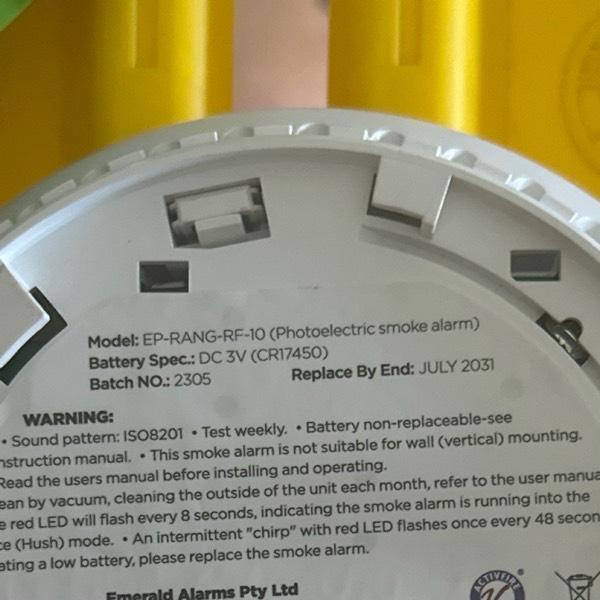 Model: EP-RANG-RF-10 (Photoelectric smoke alarm)
Battery Spec.: DC 3V (CR17450)
Batch NO.: 2305 Replace By End: JULY 2031
WARNING:
• Sound pattern: ISO8201 • Test weekly. • Battery non-replaceable-see
nstruction manual. • This smoke alarm is not suitable for wall (vertical) mounting.
Read the users manual before installing and operating.
ean by vacuum, cleaning the outside of the unit each month, refer to the user manua
e red LED will flash every 8 seconds, indicating the smoke alarm is running into the
ce (Hush) mode. • An intermittent "chirp" with red LED flashes once every 48 secon
ating a low battery, please replace the smoke alarm.
Emerald Alarms Pty Ltd